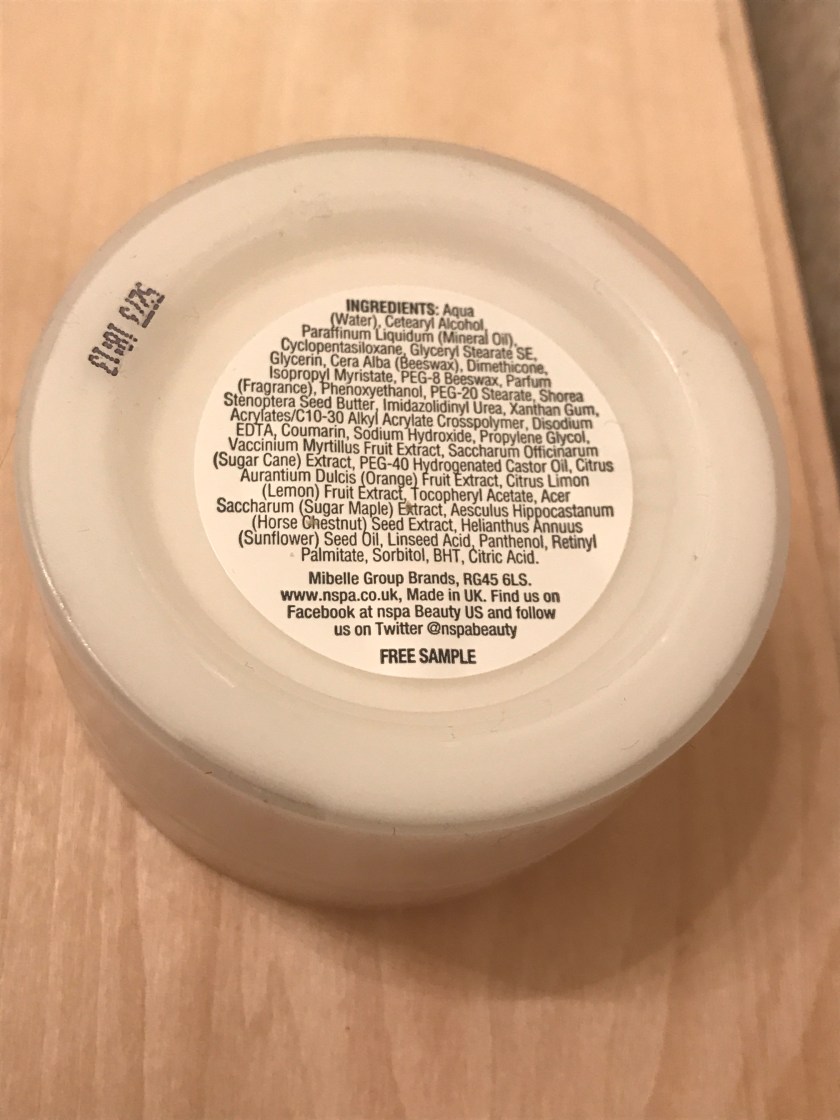 INGREDIENTS: Aqua
(Water), Cetearyl Alcohol,
Paraffinum Liquidum (Mineral Oil),
Cyclopentasiloxane, Glyceryl Stearate SE,
Glycerin, Cera Alba (Beeswax), Dimethicone,
Isopropyl Myristate, PEG-8 Beeswax, Parfum
(Fragrance), Phenoxyethanol, PEG-20 Stearate, Shorea
Stenoptera Seed Butter, Imidazolidinyl Urea, Xanthan Gum,
Acrylates/C10-30 Alkyl Acrylate Crosspolymer, Disodium
EDTA, Coumarin, Sodium Hydroxide, Propylene Glycol,
Vaccinium Myrtillus Fruit Extract, Saccharum Officinarum
(Sugar Cane) Extract, PEG-40 Hydrogenated Castor Oil, Citrus
Aurantium Dulcis (Orange) Fruit Extract, Citrus Limon
(Lemon) Fruit Extract, Tocopheryl Acetate, Acer
Saccharum (Sugar Maple) Extract, Aesculus Hippocastanum
(Horse Chestnut) Seed Extract, Helianthus Annuus
(Sunflower) Seed Oil, Linseed Acid, Panthenol, Retinyl
Palmitate, Sorbitol, BHT, Citric Acid.
Mibelle Group Brands, RG45 6LS.
www.nspa.co.uk, Made in UK. Find us on
Facebook at nspa Beauty US and follow
us on Twitter @nspabeauty
FREE SAMPLE